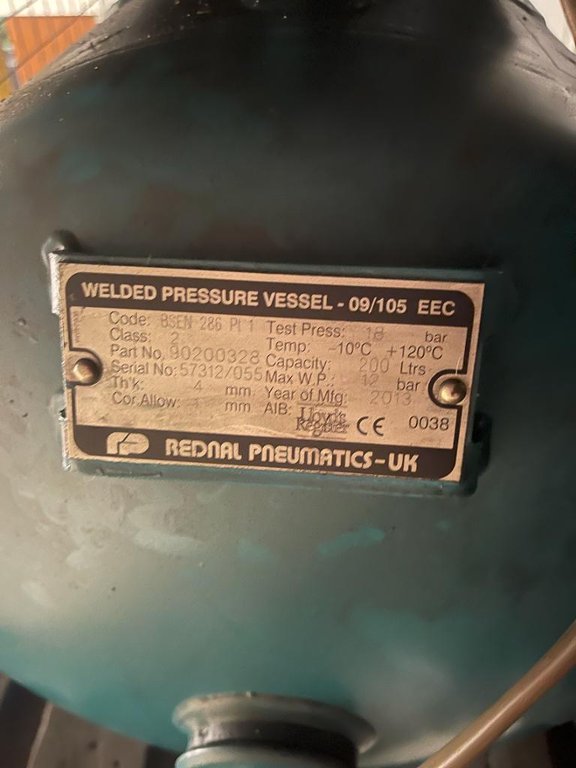 WELDED PRESSURE VESSEL - 09/105 EEC
Code: BSEN 286 Pt 1 Test Press: 18 bar
Class: 2 Temp: -10°C +120°C
Part No. 90200328 Capacity: 200 Ltrs
Serial No: 57312/055 Max W.P.: 12 bar
Th'k: 4 mm Year of Mfg: 2013
Cor.Allow: 1 mm AIB: Lloyd's Register CE 0038
REDNAL PNEUMATICS-UK